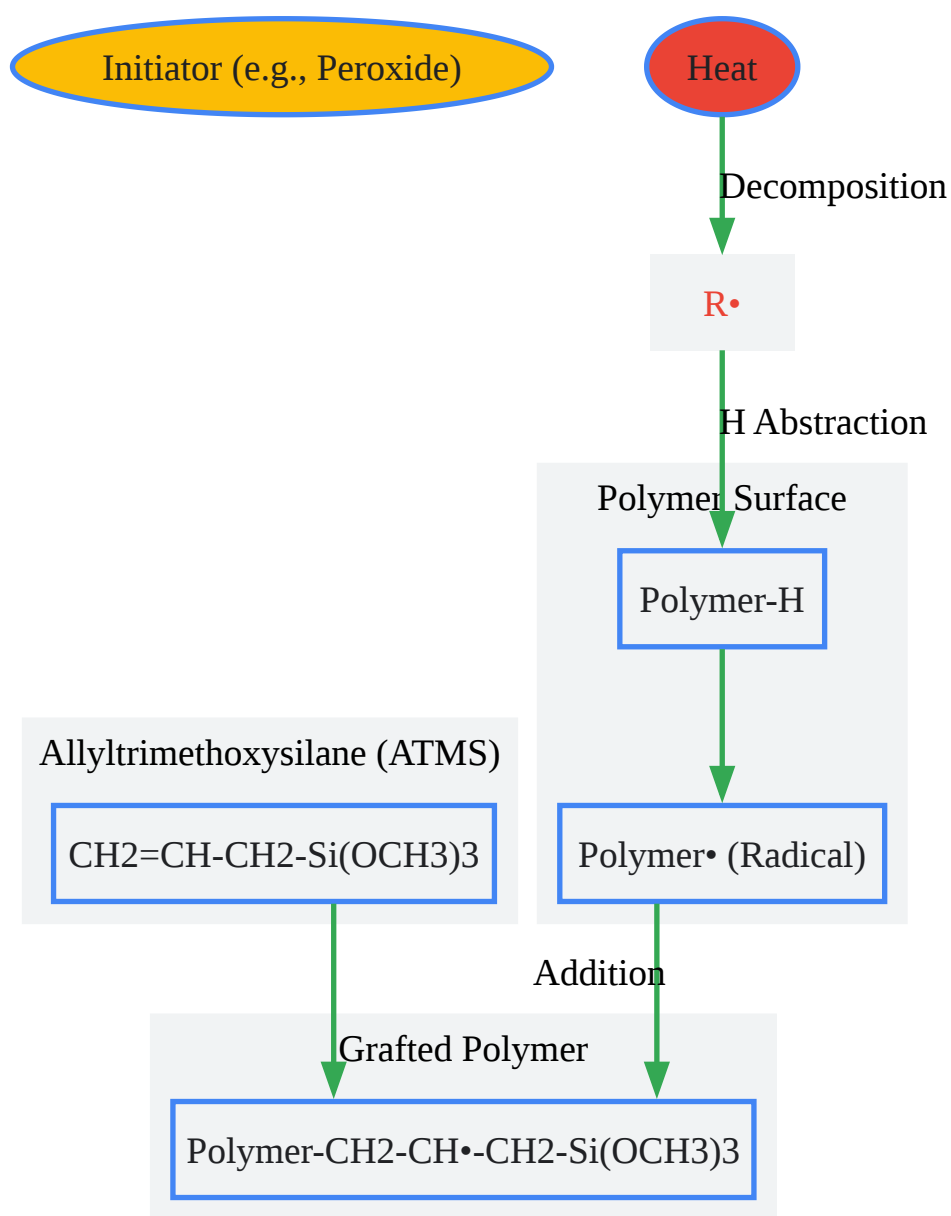 Initiator (e.g., Peroxide)
Heat
Decomposition
R•
H Abstraction
Polymer Surface
Polymer-H
Allyltrimethoxysilane (ATMS)
CH2=CH-CH2-Si(OCH3)3
Polymer• (Radical)
Addition
Grafted Polymer
Polymer-CH2-CH•-CH2-Si(OCH3)3